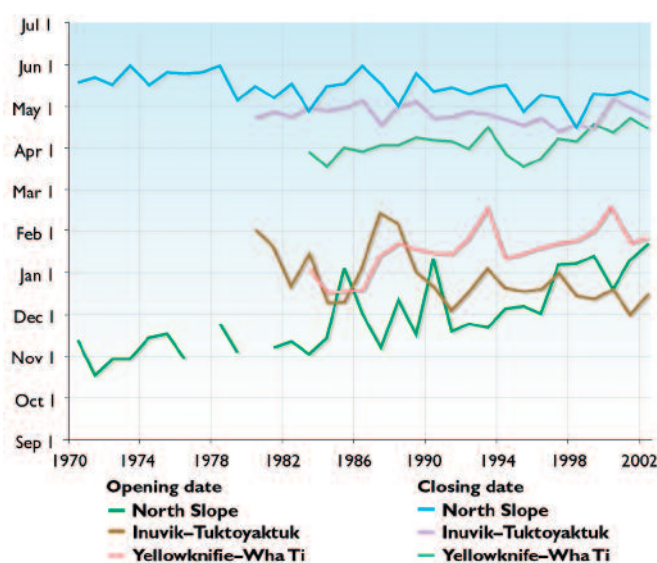 Jul 1
Jun 1
May 1
Apr 1
Mar 1
Feb 1
Jan 1
Dec 1
Nov 1
Oct 1
Sep 1
1970 1974 1978 1982 1986 1990 1994 1998 2002
Opening date
North Slope
Inuvik–Tuktoyaktuk
Yellowknifie–Wha Ti
Closing date
North Slope
Inuvik–Tuktoyaktuk
Yellowknife–Wha Ti